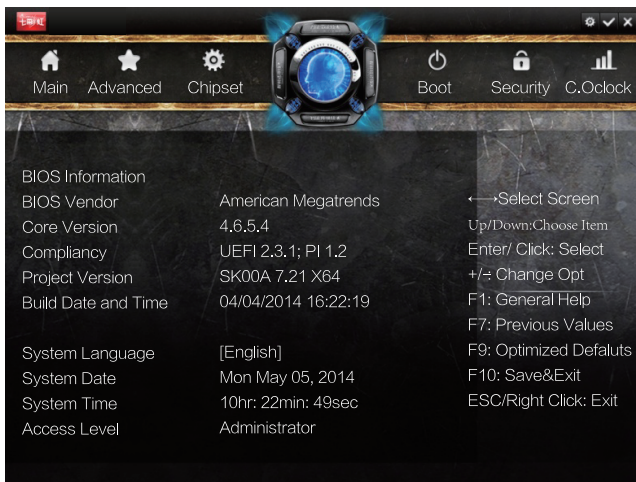 七彩虹
Main Advanced Chipset Boot Security C.Oclock
BIOS Information
BIOS Vendor American Megatrends
Core Version 4.6.5.4
Compliancy UEFI 2.3.1; PI 1.2
Project Version SK00A 7.21 X64
Build Date and Time 04/04/2014 16:22:19
System Language [English]
System Date Mon May 05, 2014
System Time 10hr: 22min: 49sec
Access Level Administrator
←→Select Screen
Up/Down:Choose Item
Enter/ Click: Select
+/-: Change Opt
F1: General Help
F7: Previous Values
F9: Optimized Defaluts
F10: Save&Exit
ESC/Right Click: Exit